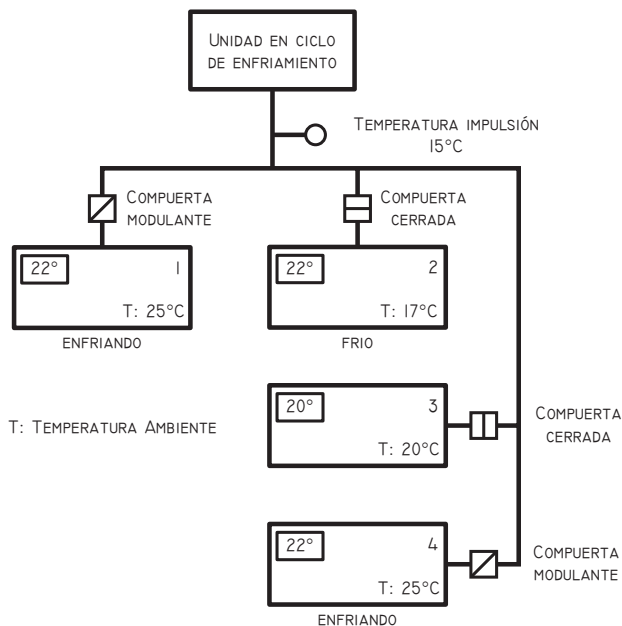 UNIDAD EN CICLO
DE ENFRIAMIENTO
TEMPERATURA IMPULSIÓN
15°C
COMPUERTA
MODULANTE
COMPUERTA
CERRADA
22° 1
T: 25°C
ENFRIANDO
22° 2
T: 17°C
FRIO
T: TEMPERATURA AMBIENTE
20° 3
T: 20°C
COMPUERTA
CERRADA
22° 4
T: 25°C
ENFRIANDO
COMPUERTA
MODULANTE